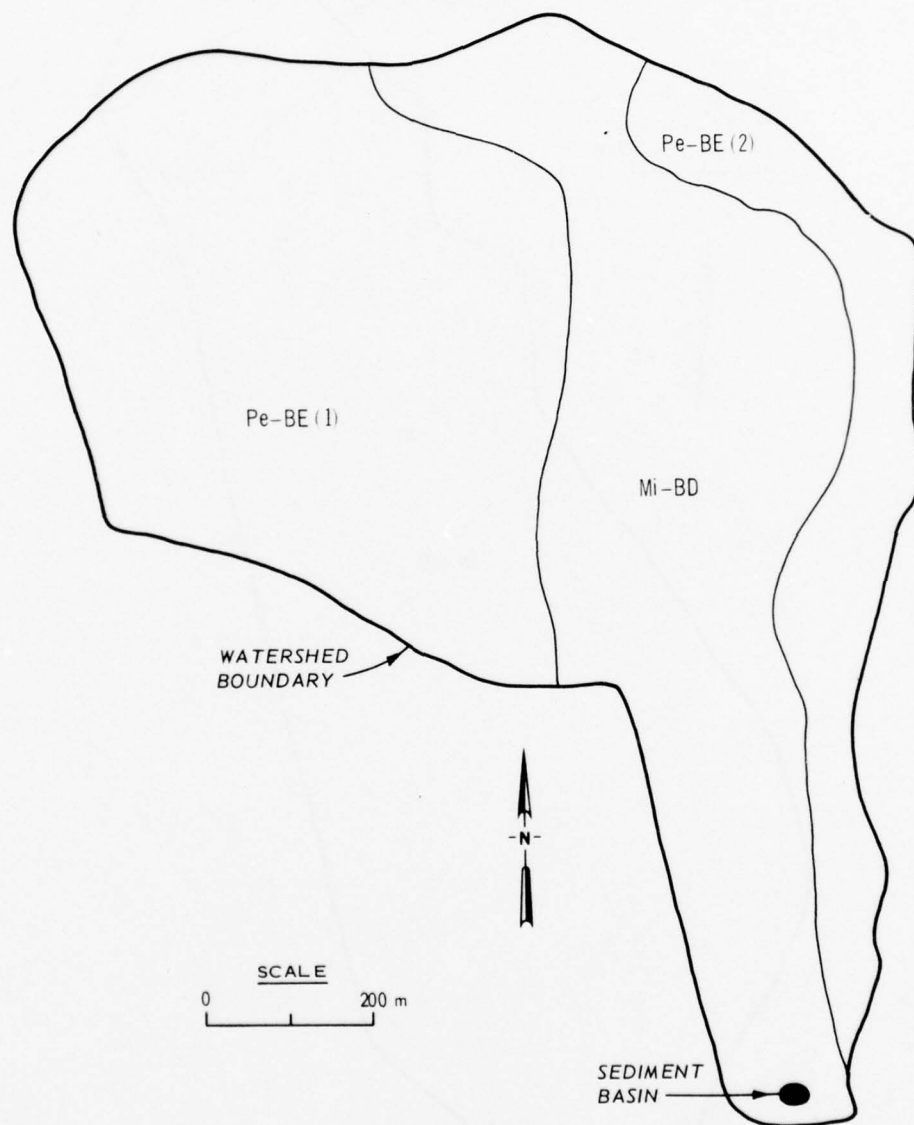 Pe-BE (2)
Pe-BE (1)
Mi-BD
WATERSHED
BOUNDARY
-N-
SCALE
0 200 m
SEDIMENT
BASIN